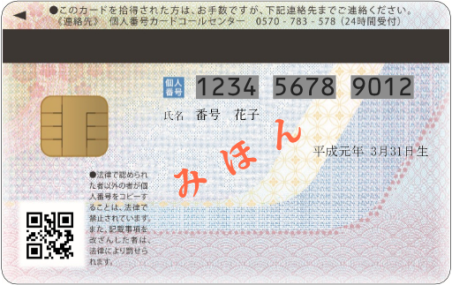 ●このカードを拾得された方は、お手数ですが、下記連絡先までご連絡ください。
《連絡先》 個人番号カードコールセンター 0570-783-578(24時間受付)
個人
番号
1234 5678 9012
氏名 番号 花子
みほん
平成元年 3月31日生
●法律で認められ
た者以外の者が個
人番号をコピーす
ることは、法律で
禁止されています。
また、記載事項を
改ざんした者は、
法律により罰せら
れます。